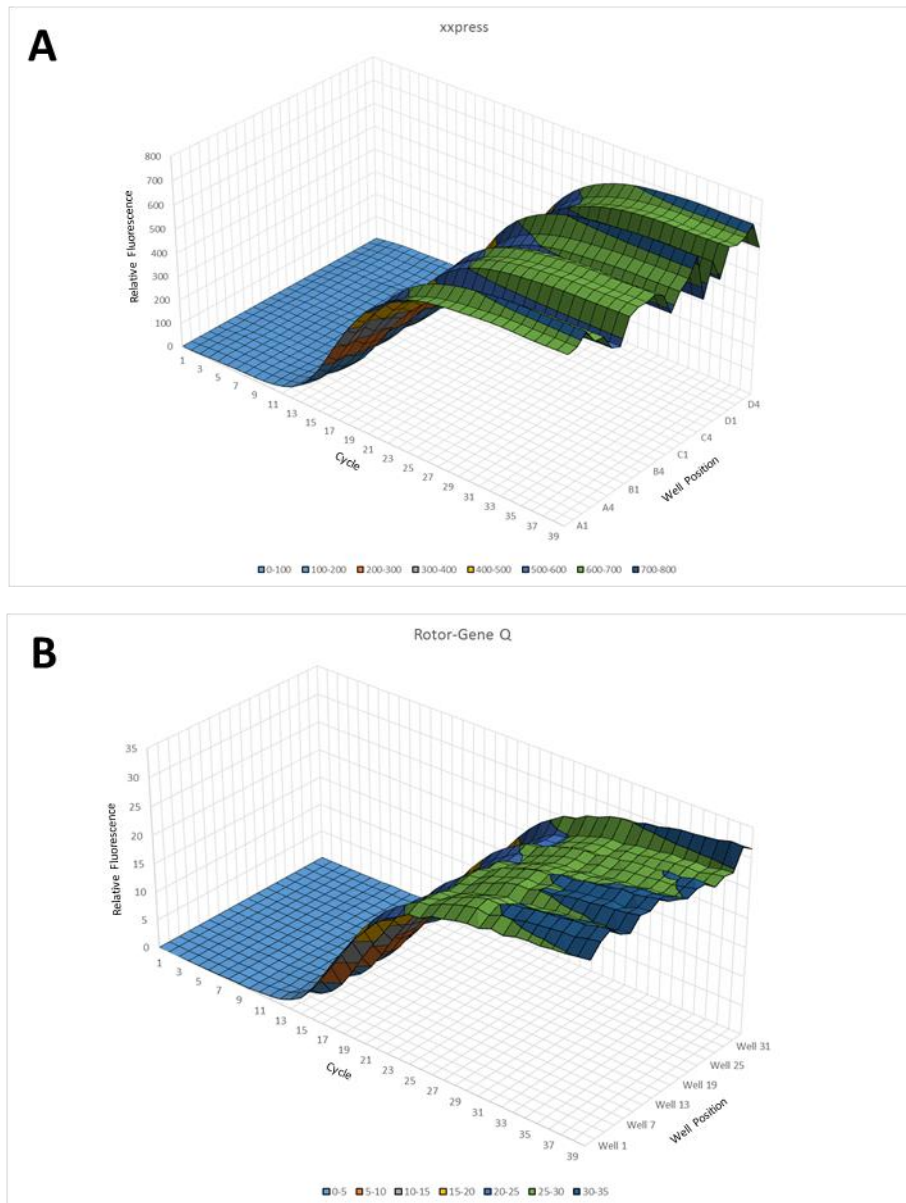 A
xxpress
Relative Fluorescence
800
700
600
500
400
300
200
100
0
1
3
5
7
9
11
13
15
17
19
21
23
25
27
29
31
33
35
37
39
Cycle
A1
A4
B1
B4
C1
C4
D1
D4
Well Position
0-100 100-200 200-300 300-400 400-500 500-600 600-700 700-800
B
Rotor-Gene Q
Relative Fluorescence
35
30
25
20
15
10
5
0
1
3
5
7
9
11
13
15
17
19
21
23
25
27
29
31
33
35
37
39
Cycle
Well 1
Well 7
Well 13
Well 19
Well 25
Well 31
Well Position
0-5 5-10 10-15 15-20 20-25 25-30 30-35